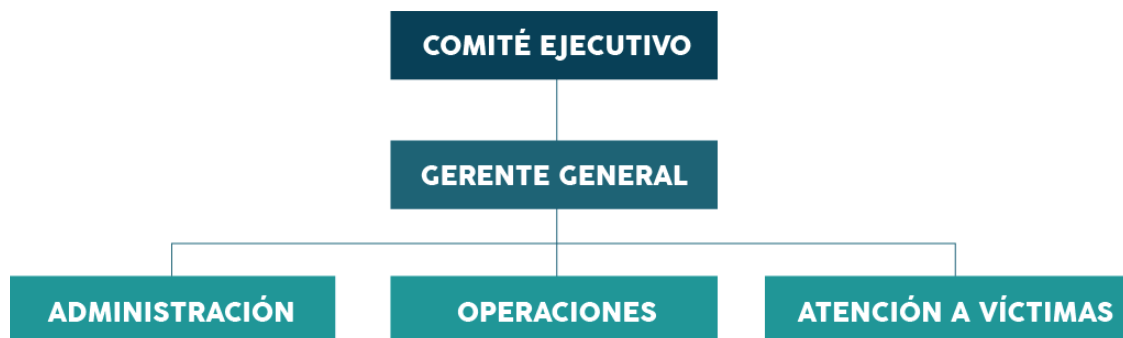 COMITÉ EJECUTIVO
GERENTE GENERAL
ADMINISTRACIÓN
OPERACIONES
ATENCIÓN A VÍCTIMAS